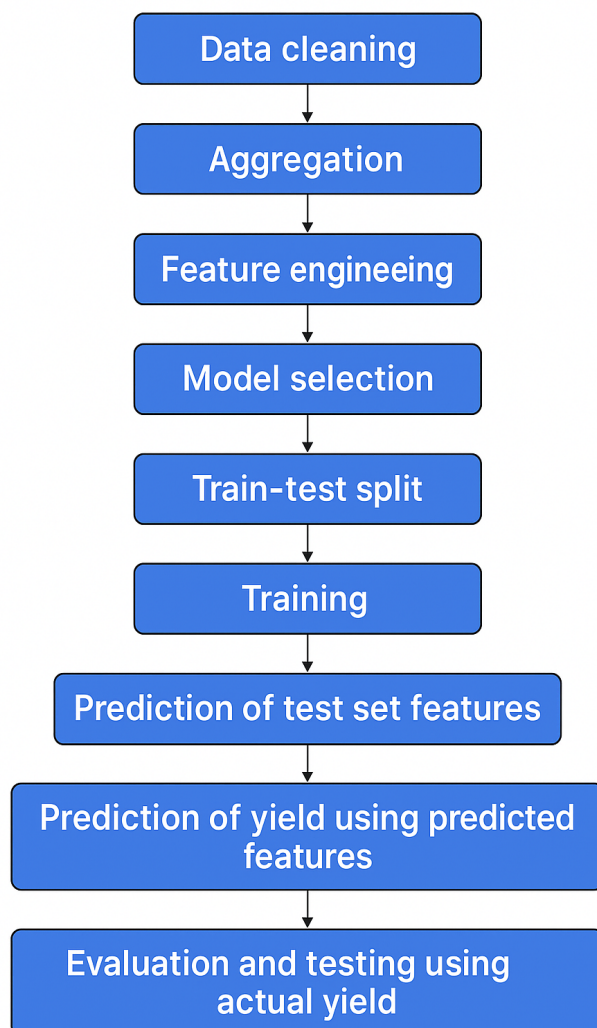 Data cleaning
Aggregation
Feature engineeing
Model selection
Train-test split
Training
Prediction of test set features
Prediction of yield using predicted
features
Evaluation and testing using
actual yield